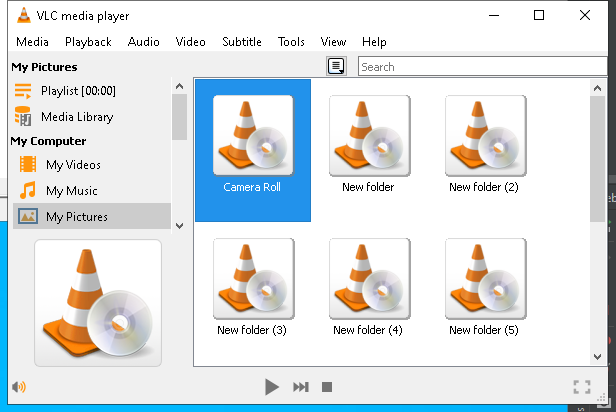 VLC media player
Media Playback Audio Video Subtitle Tools View Help
My Pictures
Search
Playlist [00:00]
Media Library
My Computer
My Videos
My Music
My Pictures
Camera Roll New folder New folder (2)
New folder (3) New folder (4) New folder (5)